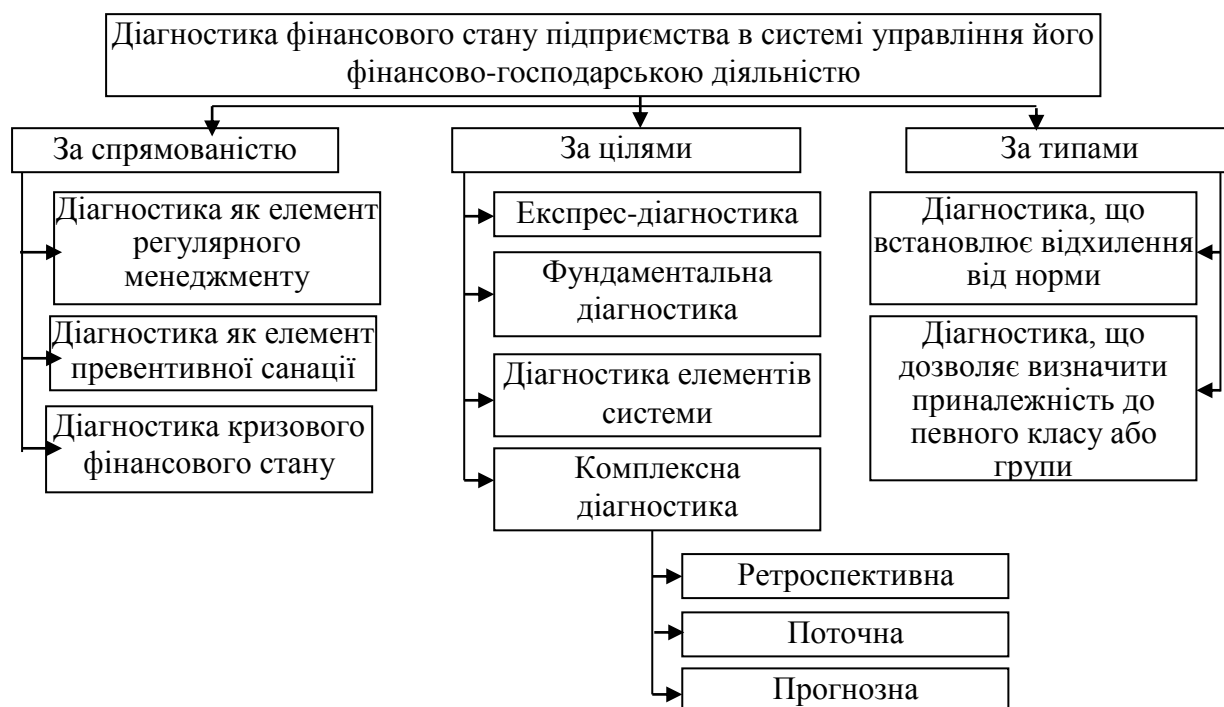 Діагностика фінансового стану підприємства в системі управління його
фінансово-господарською діяльністю
За спрямованістю
Діагностика як елемент
регулярного
менеджменту
Діагностика як елемент
превентивної санації
Діагностика кризового
фінансового стану
За цілями
Експрес-діагностика
Фундаментальна
діагностика
Діагностика елементів
системи
Комплексна
діагностика
Ретроспективна
Поточна
Прогнозна
За типами
Діагностика, що
встановлює відхилення
від норми
Діагностика, що
дозволяє визначити
приналежність до
певного класу або
групи